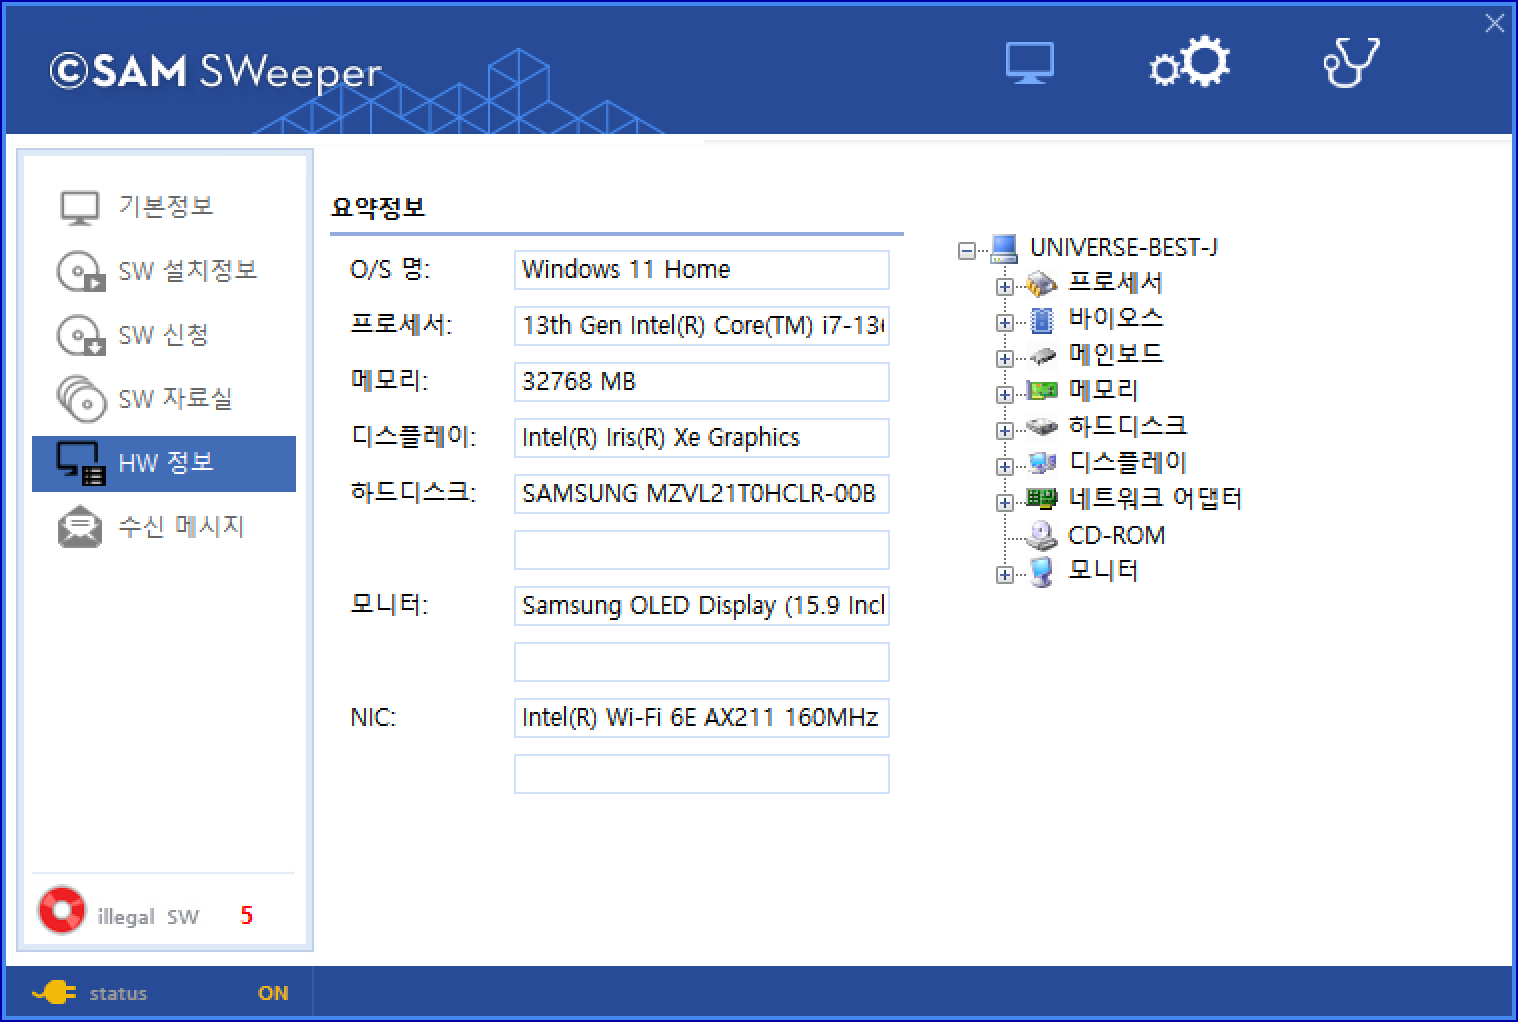 ©SAM SWeeper
기본정보
SW 설치정보
SW 신청
SW 자료실
HW 정보
수신 메시지
illegal SW 5
status ON
요약정보
O/S 명: Windows 11 Home
프로세서: 13th Gen Intel(R) Core(TM) i7-13
메모리: 32768 MB
디스플레이: Intel(R) Iris(R) Xe Graphics
하드디스크: SAMSUNG MZVL21T0HCLR-00B
모니터: Samsung OLED Display (15.9
NIC: Intel(R) Wi-Fi 6E AX211 160MHz
UNIVERSE-BEST-J
프로세서
바이오스
메인보드
메모리
하드디스크
디스플레이
네트워크 어댑터
CD-ROM
모니터